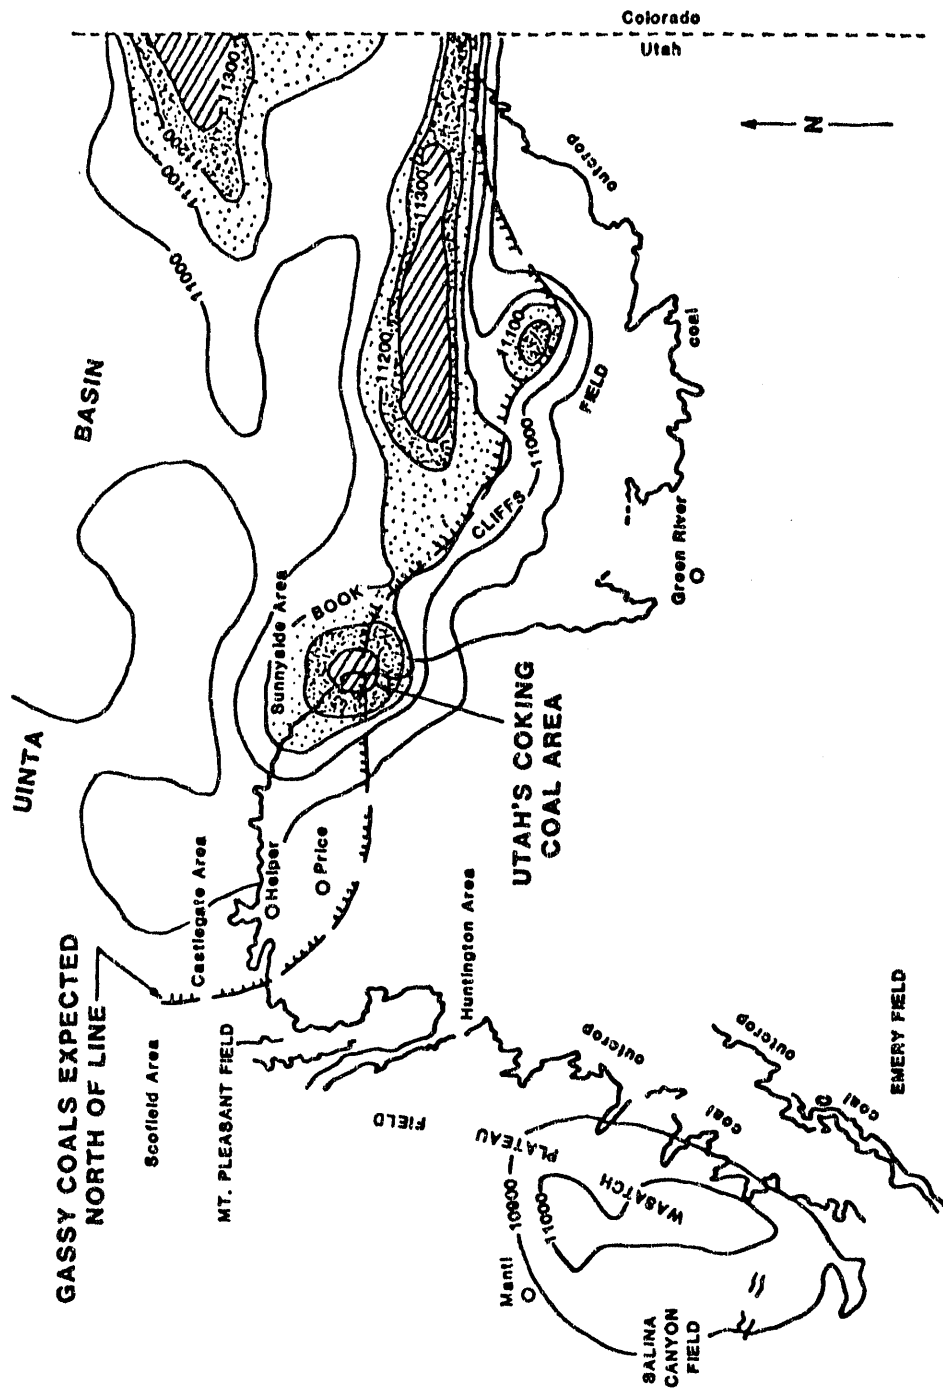 Colorado
Utah
11300
11200
11100
11000
BASIN
UINTA
11300
11200
11100
11000
FIELD
CLIFFS
BOOK
Sunnyside Area
outcrop
coal
Green River
N
UTAH'S COKING
COAL AREA
Castlegate Area
Helper
Price
Huntington Area
GASSY COALS EXPECTED
NORTH OF LINE
Scofield Area
MT. PLEASANT FIELD
FIELD
PLATEAU
WASATCH
10900
11000
Manti
outcrop
coal
outcrop
coal
EMERY FIELD
SALINA
CANYON
FIELD